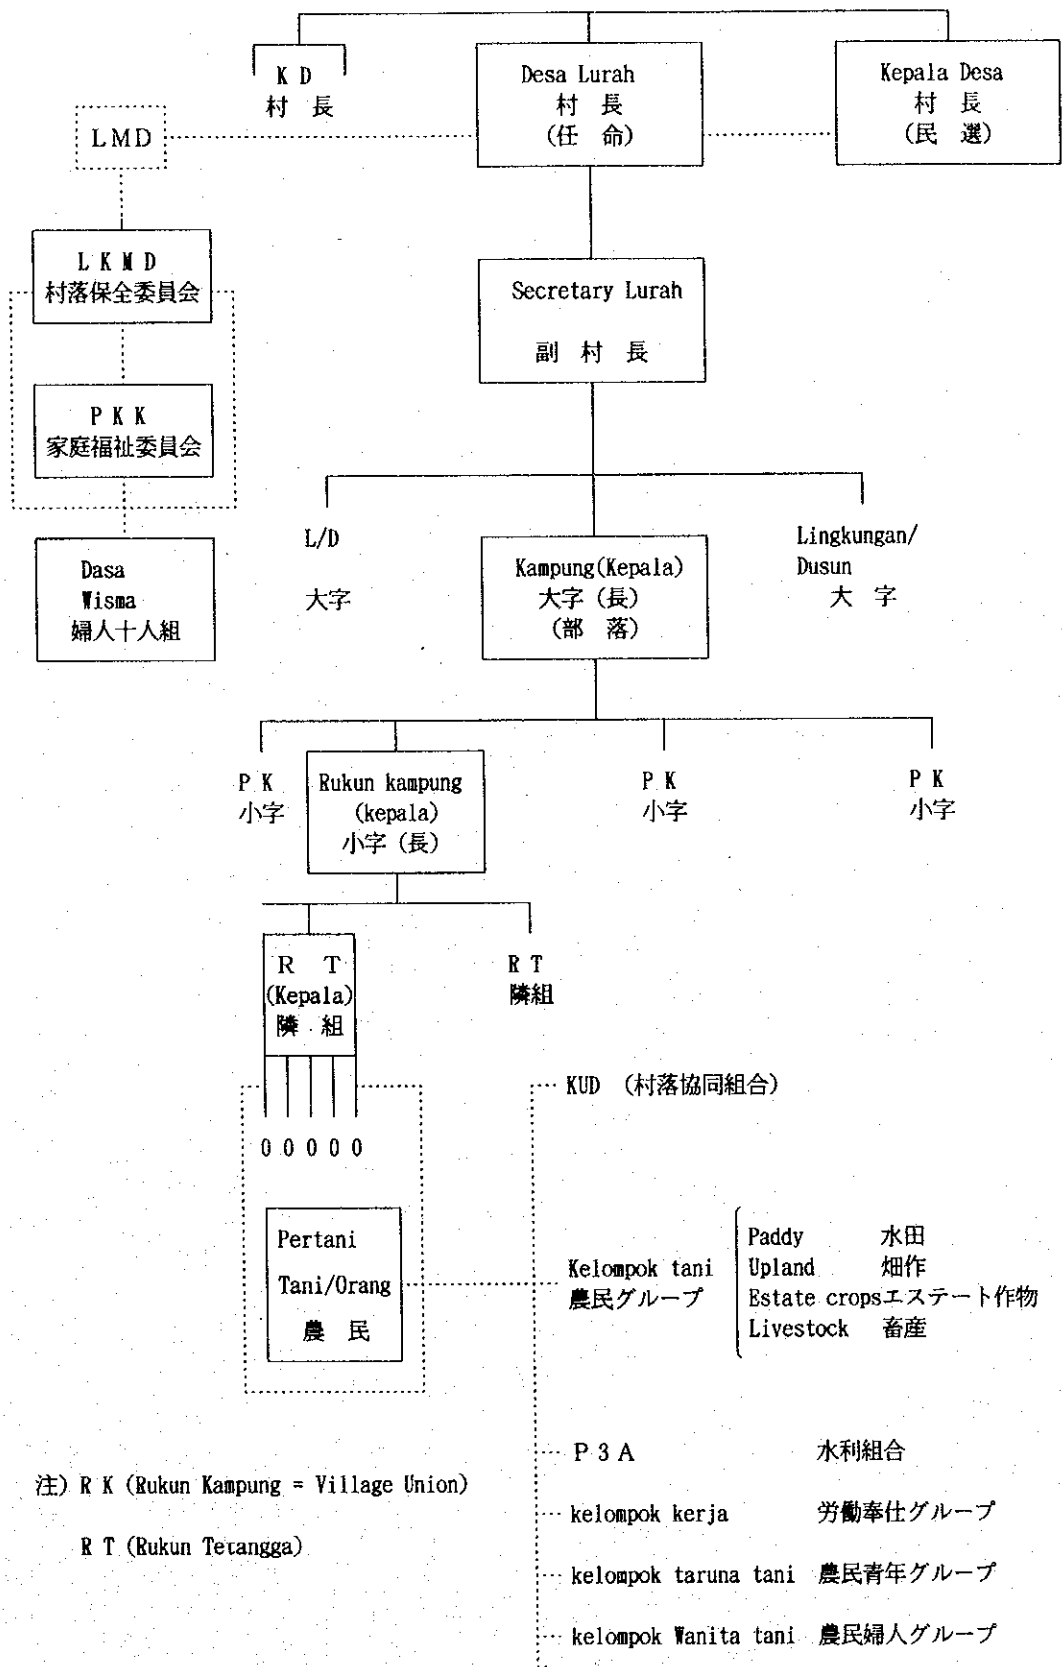 K D
村 長
Desa Lurah
村 長
(任 命)
Kepala Desa
村 長
(民 選)
LMD
L K M D
村落保全委員会
Secretary Lurah
副 村 長
P K K
家庭福祉委員会
L/D
大字
Kampung(Kepala)
大字 (長)
(部 落)
Lingkungan/
Dusun
大 字
Dasa
Wisma
婦人十人組
P K
小字
Rukun kampung
(kepala)
小字 (長)
P K
小字
P K
小字
R T
(Kepala)
隣 組
R T
隣組
0 0 0 0 0
KUD (村落協同組合)
Pertani
Tani/Orang
農 民
Kelompok tani
農民グループ
Paddy 水田
Upland 畑作
Estate cropsエステート作物
Livestock 畜産
P 3 A 水利組合
kelompok kerja 労働奉仕グループ
kelompok taruna tani 農民青年グループ
kelompok Wanita tani 農民婦人グループ
注) R K (Rukun Kampung = Village Union)
R T (Rukun Tetangga)